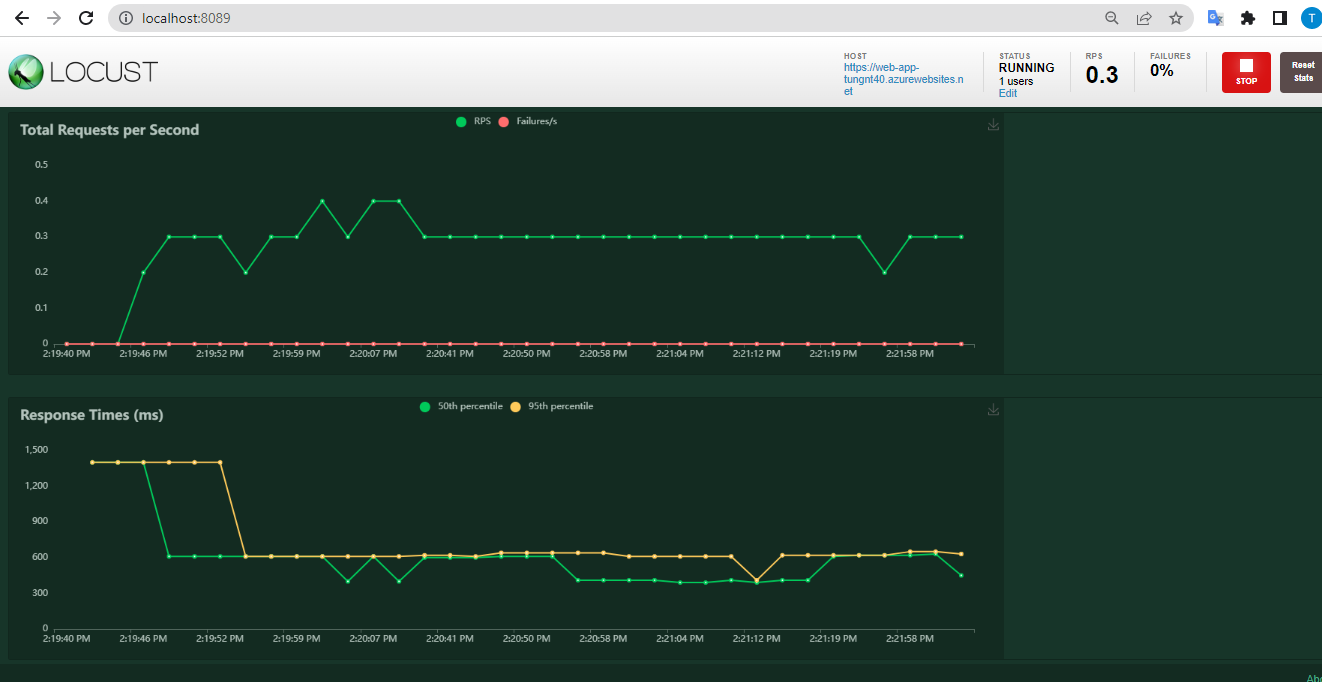 localhost:8089
T
LOCUST
HOST
https://web-app-
tungnt40.azurewebsites.n
et
STATUS
RUNNING
1 users
Edit
RPS
0.3
FAILURES
0%
STOP
Reset
Stats
Total Requests per Second
RPS Failures/s
0.5
0.4
0.3
0.2
0.1
0
2:19:40 PM 2:19:46 PM 2:19:52 PM 2:19:59 PM 2:20:07 PM 2:20:41 PM 2:20:50 PM 2:20:58 PM 2:21:04 PM 2:21:12 PM 2:21:19 PM 2:21:58 PM
Response Times (ms)
50th percentile 95th percentile
1,500
1,200
900
600
300
0
2:19:40 PM 2:19:46 PM 2:19:52 PM 2:19:59 PM 2:20:07 PM 2:20:41 PM 2:20:50 PM 2:20:58 PM 2:21:04 PM 2:21:12 PM 2:21:19 PM 2:21:58 PM